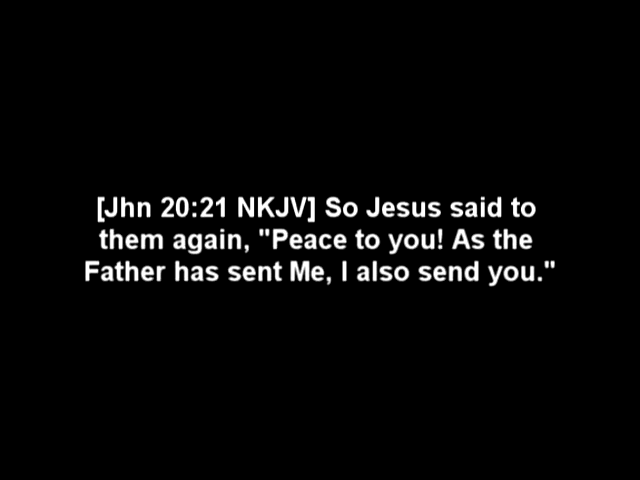 [Jhn 20:21 NKJV] So Jesus said to
them again, "Peace to you! As the
Father has sent Me, I also send you."